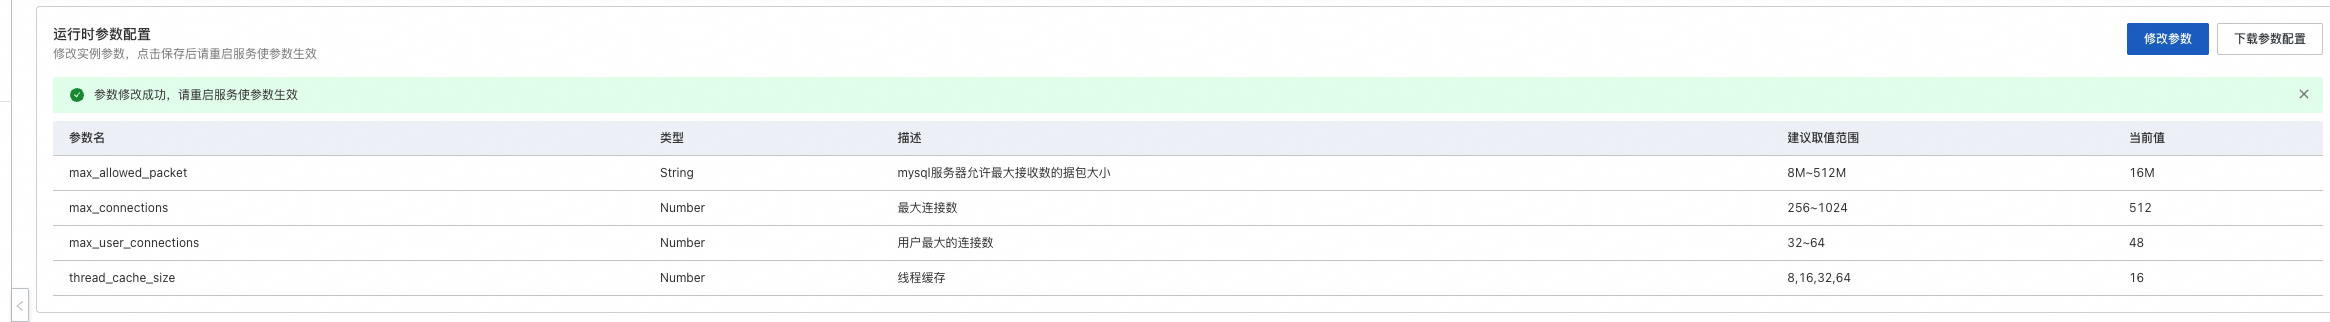 运行时参数配置
修改实例参数，点击保存后请重启服务使参数生效
修改参数 下载参数配置
参数修改成功，请重启服务使参数生效
参数名 类型 描述 建议取值范围 当前值
max_allowed_packet String mysql服务器允许最大接收数的据包大小 8M~512M 16M
max_connections Number 最大连接数 256~1024 512
max_user_connections Number 用户最大的连接数 32~64 48
thread_cache_size Number 线程缓存 8,16,32,64 16